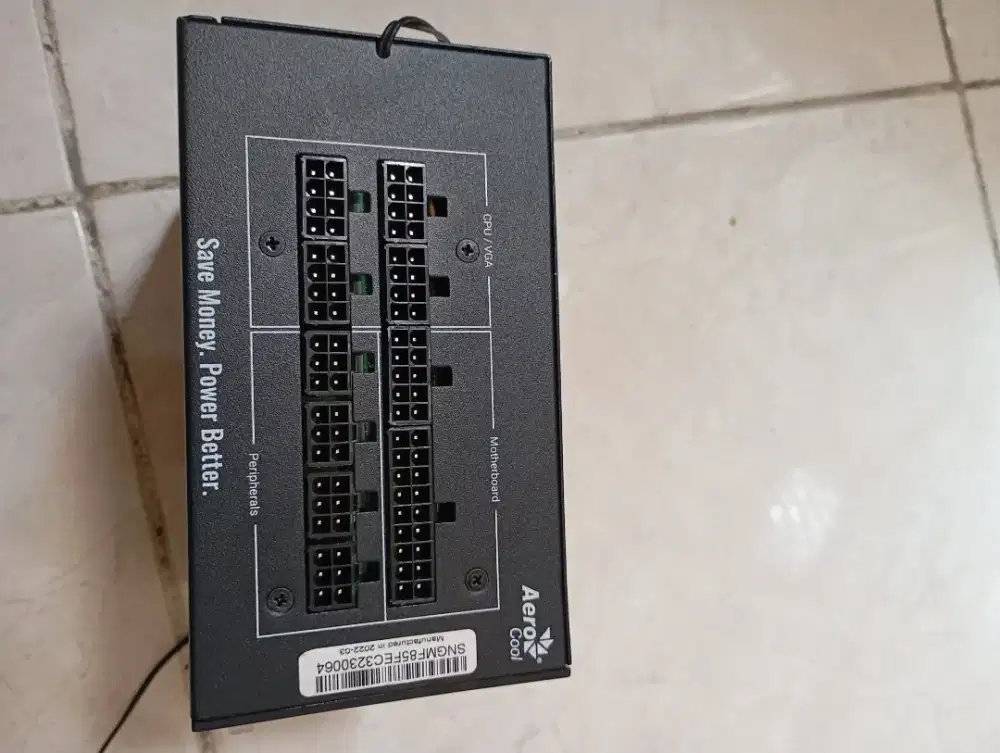 Save Money. Power Better.
CPU / VGA
Motherboard
Peripherals
Aero
Cool
SNGMF85FEC3230064
Manufactured in 2022-03